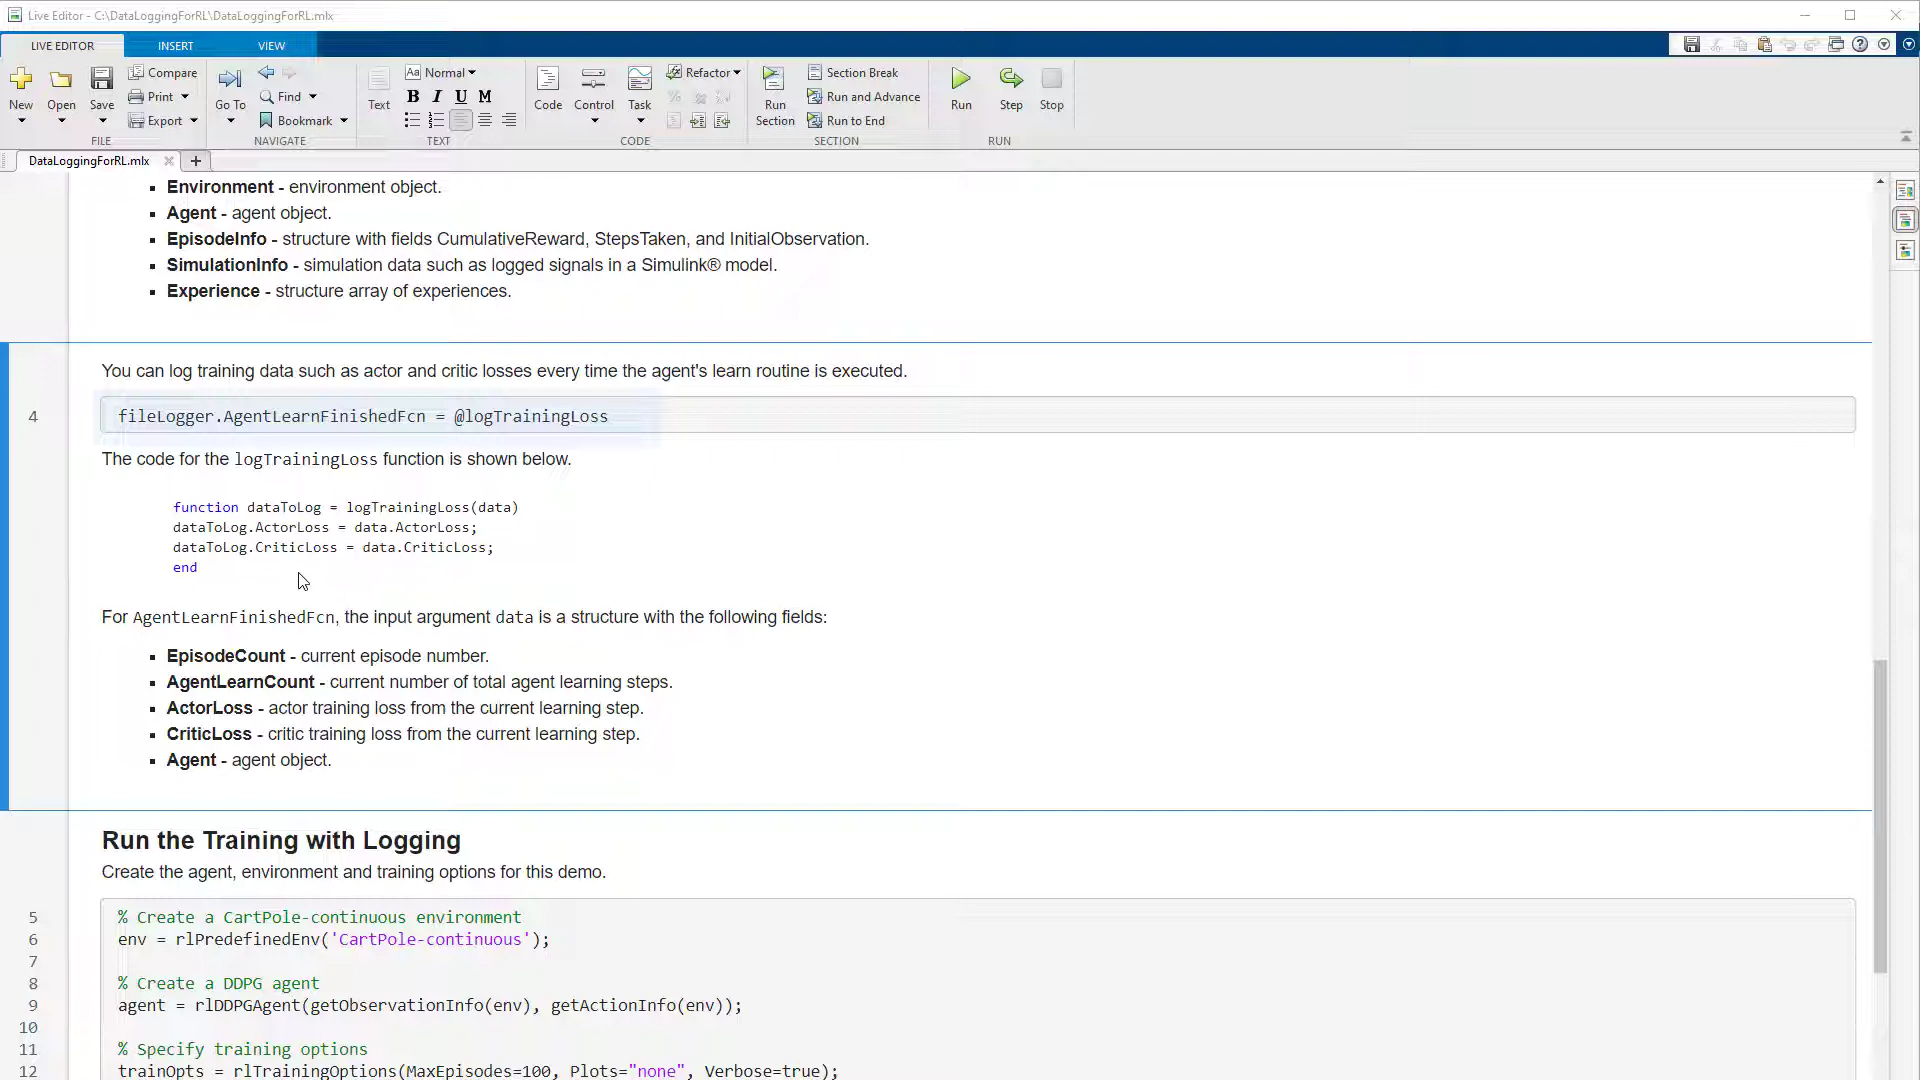 Live Editor - C:\DataLoggingForRL\DataLoggingForRL.mlx
LIVE EDITOR INSERT VIEW
New Open Save Compare Print Export
FILE
Go To Find Bookmark
NAVIGATE
Text Aa Normal B I U M
TEXT
Code Control Task Refactor
CODE
Run Section Section Break Run and Advance Run to End
SECTION
Run Step Stop
RUN
DataLoggingForRL.mlx
Environment - environment object.
Agent - agent object.
EpisodeInfo - structure with fields CumulativeReward, StepsTaken, and InitialObservation.
SimulationInfo - simulation data such as logged signals in a Simulink® model.
Experience - structure array of experiences.
You can log training data such as actor and critic losses every time the agent's learn routine is executed.
4 fileLogger.AgentLearnFinishedFcn = @logTrainingLoss
The code for the logTrainingLoss function is shown below.
function dataToLog = logTrainingLoss(data)
dataToLog.ActorLoss = data.ActorLoss;
dataToLog.CriticLoss = data.CriticLoss;
end
For AgentLearnFinishedFcn, the input argument data is a structure with the following fields:
EpisodeCount - current episode number.
AgentLearnCount - current number of total agent learning steps.
ActorLoss - actor training loss from the current learning step.
CriticLoss - critic training loss from the current learning step.
Agent - agent object.
Run the Training with Logging
Create the agent, environment and training options for this demo.
5 % Create a CartPole-continuous environment
6 env = rlPredefinedEnv('CartPole-continuous');
7
8 % Create a DDPG agent
9 agent = rlDDPGAgent(getObservationInfo(env), getActionInfo(env));
10
11 % Specify training options
12 trainOpts = rlTrainingOptions(MaxEpisodes=100, Plots="none", Verbose=true);